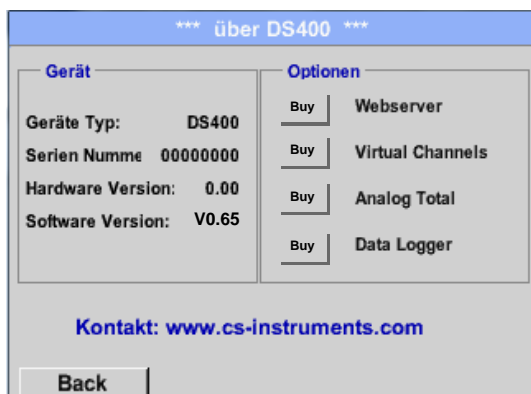 *** über DS400 ***
Gerät
Geräte Typ: DS400
Serien Numme 00000000
Hardware Version: 0.00
Software Version: V0.65
Optionen
Buy Webserver
Buy Virtual Channels
Buy Analog Total
Buy Data Logger
Kontakt: www.cs-instruments.com
Back